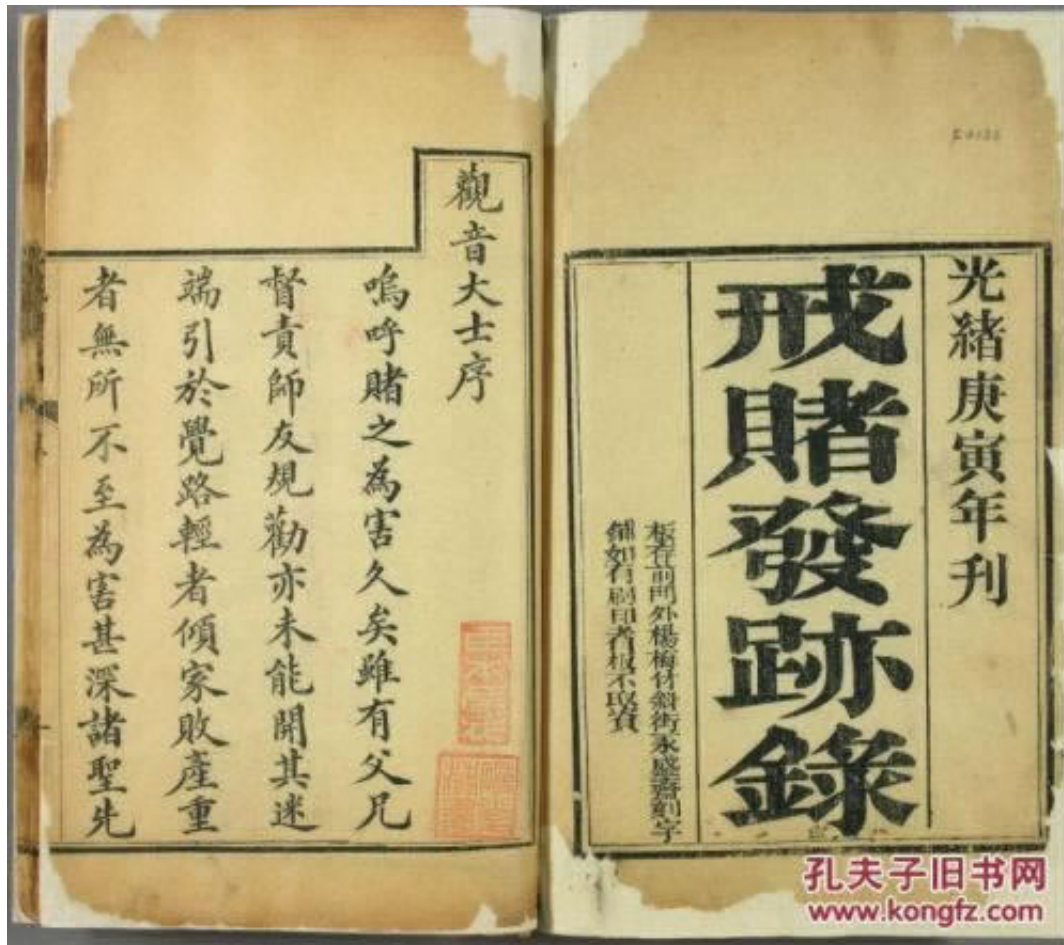 光緒庚寅年刊
戒賭發跡錄
板存前門外楊梅竹斜街永盛齋刻字
鋪如有刷印者板不取資
觀音大士序
嗚呼賭之為害久矣雖有父兄
督責師友規勸亦未能開其迷
端引於覺路輕者傾家敗產重
者無所不至為害甚深諸聖先
孔夫子旧书网
www.kongfz.com